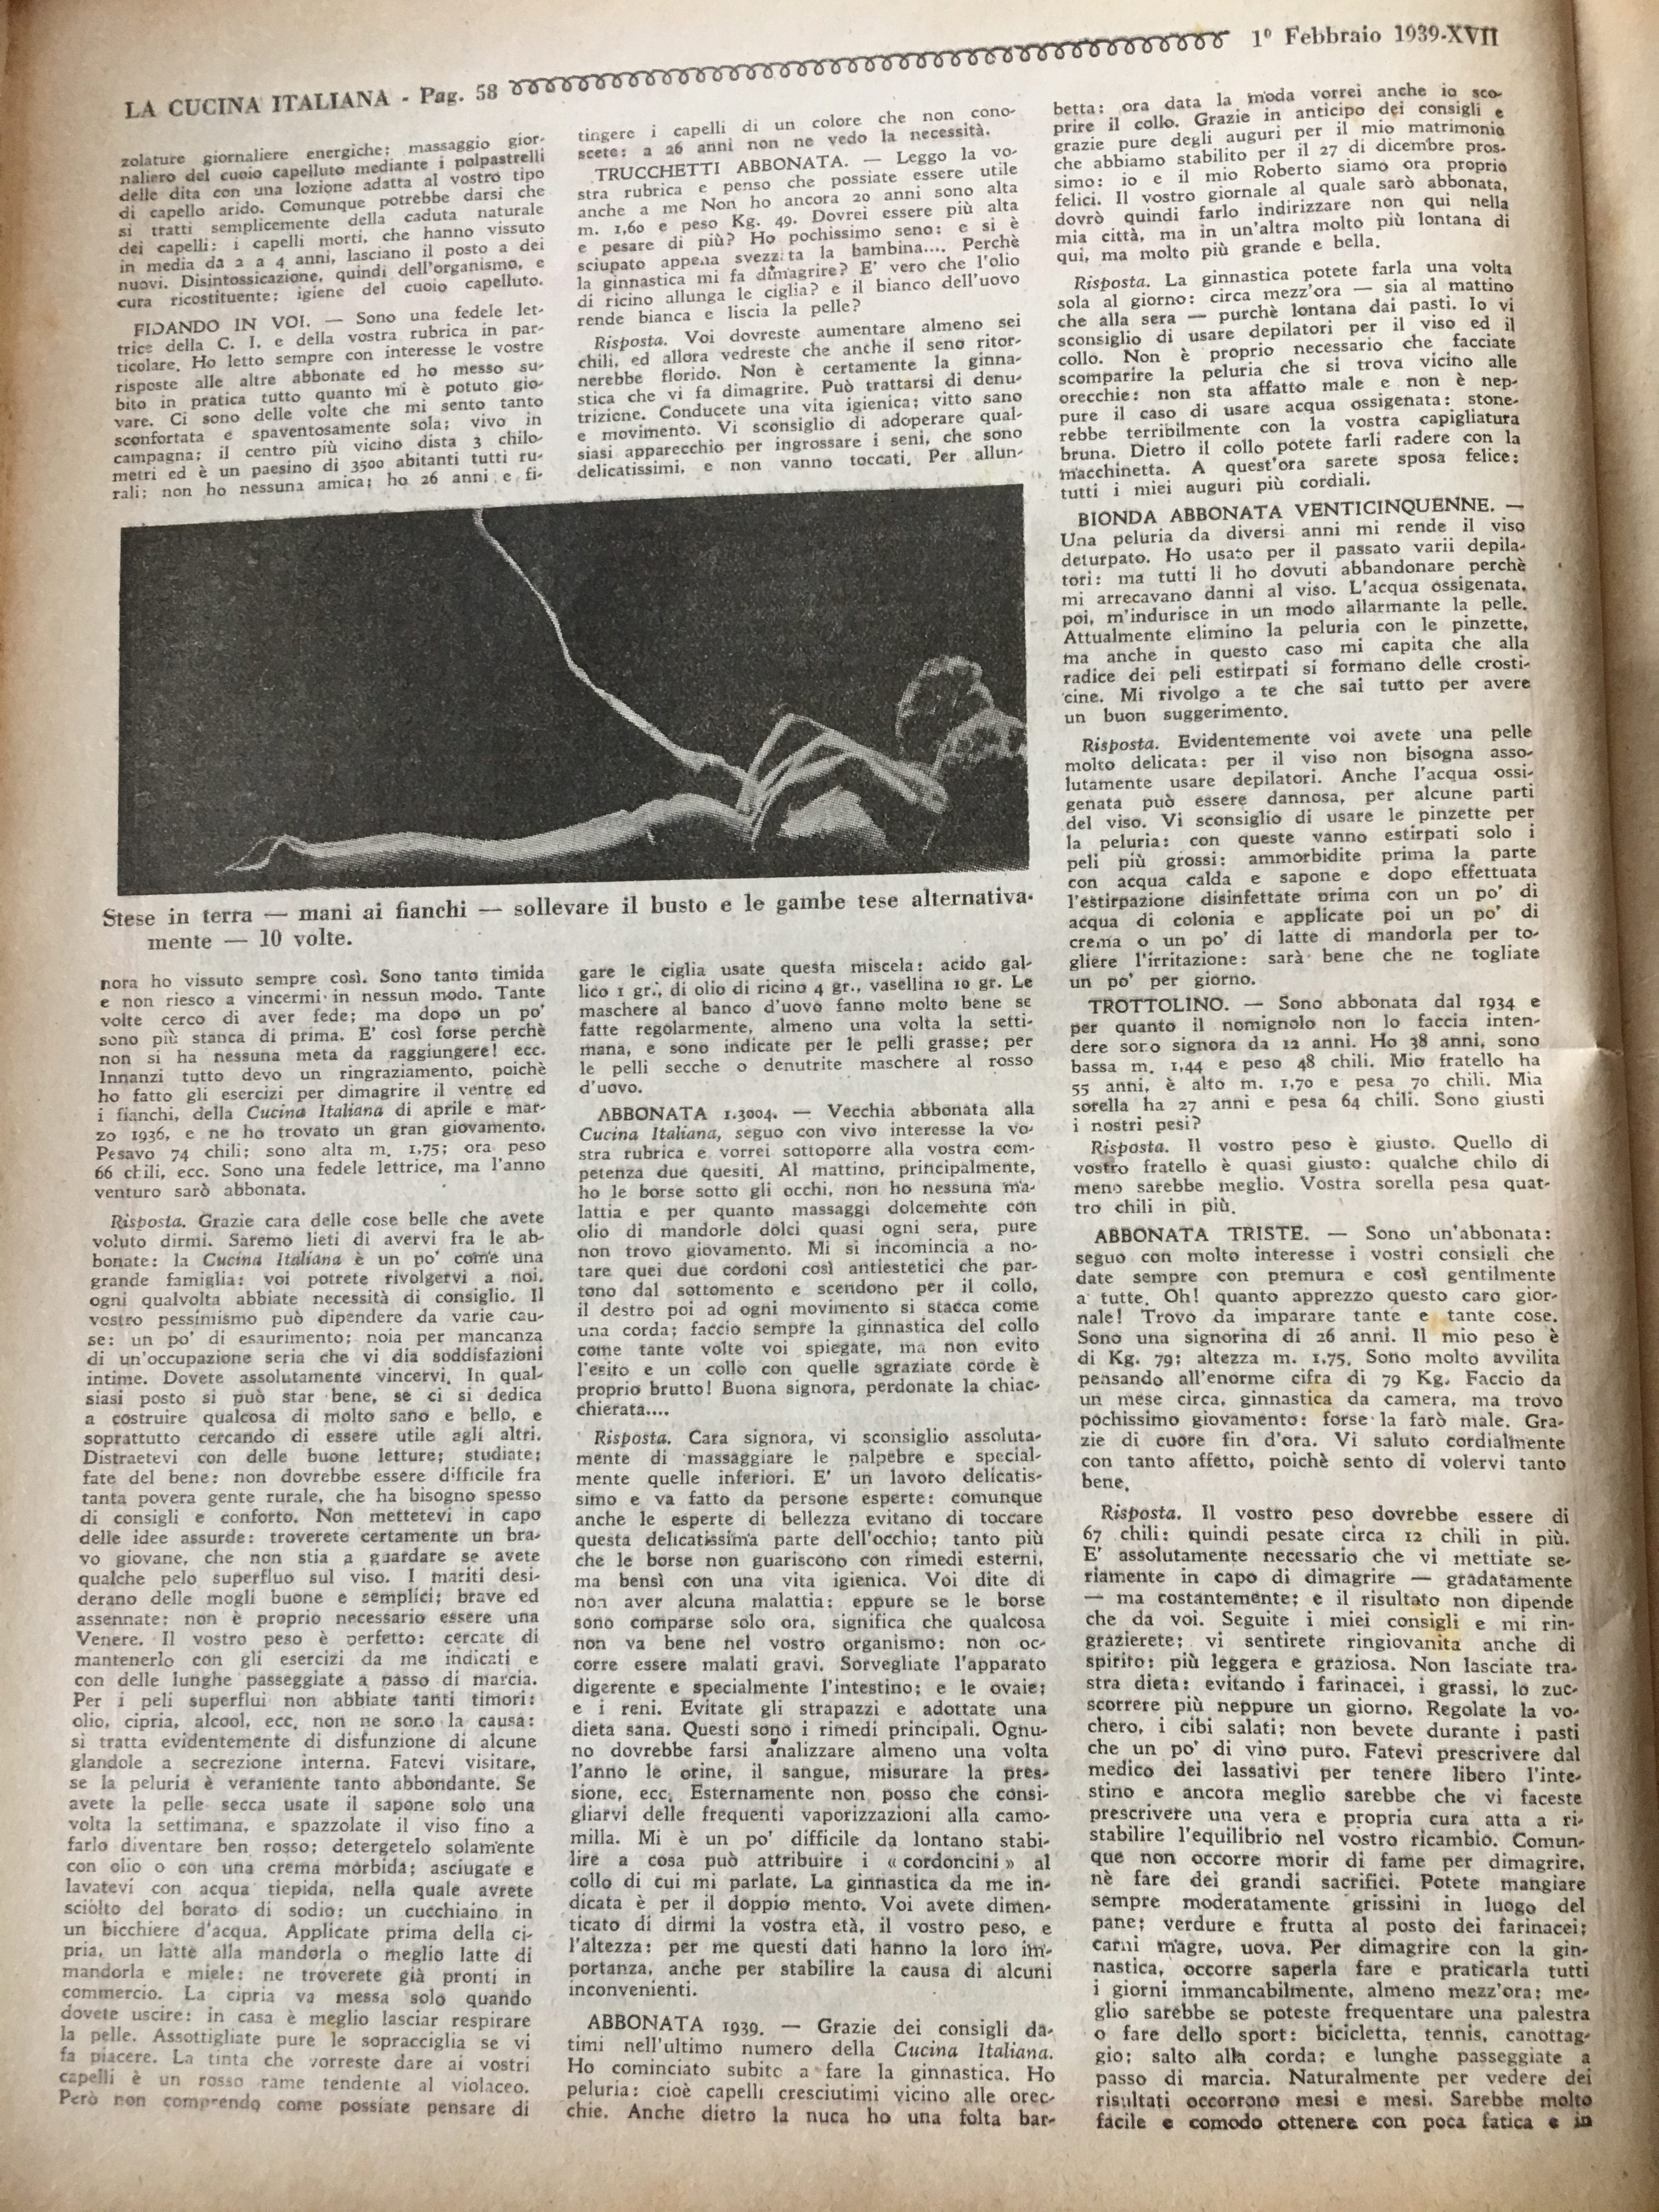 LA CUCINA ITALIANA - Pag. 58
1º Febbraio 1939-XVII
zolature giornaliere energiche; massaggio gior-
naliero del cuoio capelluto mediante i polpastrelli
delle dita con una lozione adatta al vostro tipo
di capello arido. Comunque potrebbe darsi che
si tratti semplicemente della caduta naturale
dei capelli: i capelli morti, che hanno vissuto
in media da 2 a 4 anni, lasciano il posto a dei
nuovi. Disintossicazione, quindi dell'organismo, e
cura ricostituente; igiene del cuoio capelluto.
FIDANDO IN VOI. — Sono una fedele let-
trice della C. I. e della vostra rubrica in par-
ticolare. Ho letto sempre con interesse le vostre
risposte alle altre abbonate ed ho messo su-
bito in pratica tutto quanto mi è potuto gio-
vare. Ci sono delle volte che mi sento tanto
sconfortata e spaventosamente sola; vivo in
campagna; il centro più vicino dista 3 chilo-
metri ed è un paesino di 3500 abitanti tutti ru-
rali; non ho nessuna amica; ho 26 anni e fi-
tingere i capelli di un colore che non cono-
scete: a 26 anni non ne vedo la necessità.
TRUCCHETTI ABBONATA. — Leggo la vo-
stra rubrica e penso che possiate essere utile
anche a me Non ho ancora 20 anni sono alta
m. 1,60 e peso Kg. 49. Dovrei essere più alta
e pesare di più? Ho pochissimo seno: e si è
sciupato appena svezzata la bambina.... Perchè
la ginnastica mi fa dimagrire? E' vero che l'olio
di ricino allunga le ciglia? e il bianco dell'uovo
rende bianca e liscia la pelle?
Risposta. Voi dovreste aumentare almeno sei
chili, ed allora vedreste che anche il seno ritor-
nerebbe florido. Non è certamente la ginna-
stica che vi fa dimagrire. Può trattarsi di denu-
trizione. Conducete una vita igienica; vitto sano
e movimento. Vi sconsiglio di adoperare qual-
siasi apparecchio per ingrossare i seni, che sono
delicatissimi, e non vanno toccati. Per allun-
Stese in terra — mani ai fianchi — sollevare il busto e le gambe tese alternativa-
mente — 10 volte.
nora ho vissuto sempre così. Sono tanto timida
e non riesco a vincermi in nessun modo. Tante
volte cerco di aver fede; ma dopo un po'
sono più stanca di prima. E' così forse perchè
non si ha nessuna meta da raggiungere! ecc.
Innanzi tutto devo un ringraziamento, poichè
ho fatto gli esercizi per dimagrire il ventre ed
i fianchi, della Cucina Italiana di aprile e mar-
zo 1936, e ne ho trovato un gran giovamento.
Pesavo 74 chili; sono alta m. 1,75; ora peso
66 chili, ecc. Sono una fedele lettrice, ma l'anno
venturo sarò abbonata.
Risposta. Grazie cara delle cose belle che avete
voluto dirmi. Saremo lieti di avervi fra le ab-
bonate: la Cucina Italiana è un po' come una
grande famiglia: voi potrete rivolgervi a noi,
ogni qualvolta abbiate necessità di consiglio. Il
vostro pessimismo può dipendere da varie cau-
se: un po' di esaurimento; noia per mancanza
di un'occupazione seria che vi dia soddisfazioni
intime. Dovete assolutamente vincervi. In qual-
siasi posto si può star bene, se ci si dedica
a costruire qualcosa di molto sano e bello, e
soprattutto cercando di essere utile agli altri.
Distraetevi con delle buone letture; studiate;
fate del bene: non dovrebbe essere difficile fra
tanta povera gente rurale, che ha bisogno spesso
di consigli e conforto. Non mettetevi in capo
delle idee assurde: troverete certamente un bra-
vo giovane, che non stia a guardare se avete
qualche pelo superfluo sul viso. I mariti desi-
derano delle mogli buone e semplici; brave ed
assennate: non è proprio necessario essere una
Venere. Il vostro peso è perfetto: cercate di
mantenerlo con gli esercizi da me indicati e
con delle lunghe passeggiate a passo di marcia.
Per i peli superflui non abbiate tanti timori:
olio, cipria, alcool, ecc. non ne sono la causa:
si tratta evidentemente di disfunzione di alcune
glandole a secrezione interna. Fatevi visitare,
se la peluria è veramente tanto abbondante. Se
avete la pelle secca usate il sapone solo una
volta la settimana, e spazzolate il viso fino a
farlo diventare ben rosso; detergetelo solamente
con olio o con una crema morbida; asciugate e
lavatevi con acqua tiepida, nella quale avrete
sciolto del borato di sodio: un cucchiaino in
un bicchiere d'acqua. Applicate prima della ci-
pria, un latte alla mandorla o meglio latte di
mandorla e miele: ne troverete già pronti in
commercio. La cipria va messa solo quando
dovete uscire: in casa è meglio lasciar respirare
la pelle. Assottigliate pure le sopracciglia se vi
fa piacere. La tinta che vorreste dare ai vostri
capelli è un rosso rame tendente al violaceo.
Però non comprendo come possiate pensare di
gare le ciglia usate questa miscela: acido gal-
lico 1 gr., di olio di ricino 4 gr., vasellina 10 gr. Le
maschere al banco d'uovo fanno molto bene se
fatte regolarmente, almeno una volta la setti-
mana, e sono indicate per le pelli grasse; per
le pelli secche o denutrite maschere al rosso
d'uovo.
ABBONATA 1.3004. — Vecchia abbonata alla
Cucina Italiana, seguo con vivo interesse la vo-
stra rubrica e vorrei sottoporre alla vostra com-
petenza due quesiti. Al mattino, principalmente,
ho le borse sotto gli occhi, non ho nessuna ma-
lattia e per quanto massaggi dolcemente con
olio di mandorle dolci quasi ogni sera, pure
non trovo giovamento. Mi si incomincia a no-
tare quei due cordoni così antiestetici che par-
tono dal sottomento e scendono per il collo,
il destro poi ad ogni movimento si stacca come
una corda; faccio sempre la ginnastica del collo
come tante volte voi spiegate, ma non evito
l'esito e un collo con quelle agraziate corde è
proprio brutto! Buona signora, perdonate la chiac-
chierata....
Risposta. Cara signora, vi sconsiglio assoluta-
mente di massaggiare le palpebre e special-
mente quelle inferiori. E' un lavoro delicatis-
simo e va fatto da persone esperte: comunque
anche le esperte di bellezza evitano di toccare
questa delicatissima parte dell'occhio; tanto più
che le borse non guariscono con rimedi esterni,
ma bensì con una vita igienica. Voi dite di
non aver alcuna malattia: eppure se le borse
sono comparse solo ora, significa che qualcosa
non va bene nel vostro organismo: non oc-
corre essere malati gravi. Sorvegliate l'apparato
digerente e specialmente l'intestino; e le ovaie;
e i reni. Evitate gli strapazzi e adottate una
dieta sana. Questi sono i rimedi principali. Ognu-
no dovrebbe farsi analizzare almeno una volta
l'anno le orine, il sangue, misurare la pres-
sione, ecc. Esternamente non posso che consi-
gliarvi delle frequenti vaporizzazioni alla camo-
milla. Mi è un po' difficile da lontano stabi-
lire a cosa può attribuire i « cordoncini » al
collo di cui mi parlate. La ginnastica da me in-
dicata è per il doppio mento. Voi avete dimen-
ticato di dirmi la vostra età, il vostro peso, e
l'altezza: per me questi dati hanno la loro im-
portanza, anche per stabilire la causa di alcuni
inconvenienti.
ABBONATA 1939. — Grazie dei consigli da-
timi nell'ultimo numero della Cucina Italiana.
Ho cominciato subito a fare la ginnastica. Ho
peluria: cioè capelli cresciutimi vicino alle orec-
chie. Anche dietro la nuca ho una folta bar-
betta: ora data la moda vorrei anche io sco-
prire il collo. Grazie in anticipo dei consigli e
grazie pure degli auguri per il mio matrimonio
che abbiamo stabilito per il 27 di dicembre pros-
simo: io e il mio Roberto siamo ora proprio
felici. Il vostro giornale al quale sarò abbonata,
dovrò quindi farlo indirizzare non qui nella
mia città, ma in un'altra molto più lontana di
qui, ma molto più grande e bella.
Risposta. La ginnastica potete farla una volta
sola al giorno: circa mezz'ora — sia al mattino
che alla sera — purchè lontana dai pasti. Io vi
sconsiglio di usare depilatori per il viso ed il
collo. Non è proprio necessario che facciate
scomparire la peluria che si trova vicino alle
orecchie: non sta affatto male e non è nep-
pure il caso di usare acqua ossigenata: stone-
rebbe terribilmente con la vostra capigliatura
bruna. Dietro il collo potete farli radere con la
macchinetta. A quest'ora sarete sposa felice:
tutti i miei auguri più cordiali.
BIONDA ABBONATA VENTICINQUENNE. —
Una peluria da diversi anni mi rende il viso
deturpato. Ho usato per il passato varii depila-
tori: ma tutti li ho dovuti abbandonare perchè
mi arrecavano danni al viso. L'acqua ossigenata,
poi, m'indurisce in un modo allarmante la pelle.
Attualmente elimino la peluria con le pinzette,
ma anche in questo caso mi capita che alla
radice dei peli estirpati si formano delle crosti-
cine. Mi rivolgo a te che sai tutto per avere
un buon suggerimento.
Risposta. Evidentemente voi avete una pelle
molto delicata: per il viso non bisogna asso-
lutamente usare depilatori. Anche l'acqua ossi-
genata può essere dannosa, per alcune parti
del viso. Vi sconsiglio di usare le pinzette per
la peluria: con queste vanno estirpati solo i
peli più grossi: ammorbidite prima la parte
con acqua calda e sapone e dopo effettuata
l'estirpazione disinfettate prima con un po' di
acqua di colonia e applicate poi un po' di
crema o un po' di latte di mandorla per to-
gliere l'irritazione: sarà bene che ne togliate
un po' per giorno.
TROTTOLINO. — Sono abbonata dal 1934 e
per quanto il nomignolo non lo faccia inten-
dere sono signora da 12 anni. Ho 38 anni, sono
bassa m. 1,44 e peso 48 chili. Mio fratello ha
55 anni, è alto m. 1,70 e pesa 70 chili. Mia
sorella ha 27 anni e pesa 64 chili. Sono giusti
i nostri pesi?
Risposta. Il vostro peso è giusto. Quello di
vostro fratello è quasi giusto: qualche chilo di
meno sarebbe meglio. Vostra sorella pesa quat-
tro chili in più.
ABBONATA TRISTE. — Sono un'abbonata:
seguo con molto interesse i vostri consigli che
date sempre con premura e così gentilmente
a tutte. Oh! quanto apprezzo questo caro gior-
nale! Trovo da imparare tante e tante cose.
Sono una signorina di 26 anni. Il mio peso è
di Kg. 79; altezza m. 1,75. Sono molto avvilita
pensando all'enorme cifra di 79 Kg. Faccio da
un mese circa, ginnastica da camera, ma trovo
pochissimo giovamento: forse la farò male. Gra-
zie di cuore fin d'ora. Vi saluto cordialmente
con tanto affetto, poichè sento di volervi tanto
bene.
Risposta. Il vostro peso dovrebbe essere di
67 chili: quindi pesate circa 12 chili in più.
E' assolutamente necessario che vi mettiate se-
riamente in capo di dimagrire — gradatamente
— ma costantemente; e il risultato non dipende
che da voi. Seguite i miei consigli e mi rin-
grazierete; vi sentirete ringiovanita anche di
spirito; più leggera e graziosa. Non lasciate tra-
stra dieta: evitando i farinacei, i grassi, lo zuc-
scorrere più neppure un giorno. Regolate la vo-
chero, i cibi salati; non bevete durante i pasti
che un po' di vino puro. Fatevi prescrivere dal
medico dei lassativi per tenere libero l'inte-
stino e ancora meglio sarebbe che vi faceste
prescrivere una vera e propria cura atta a ri-
stabilire l'equilibrio nel vostro ricambio. Comun-
que non occorre morir di fame per dimagrire,
nè fare dei grandi sacrifici. Potete mangiare
sempre moderatamente grissini in luogo del
pane; verdure e frutta al posto dei farinacei;
carni magre, uova. Per dimagrire con la gin-
nastica, occorre saperla fare e praticarla tutti
i giorni immancabilmente, almeno mezz'ora; me-
glio sarebbe se poteste frequentare una palestra
o fare dello sport: bicicletta, tennis, canottag-
gio; salto alla corda; e lunghe passeggiate a
passo di marcia. Naturalmente per vedere dei
risultati occorrono mesi e mesi. Sarebbe molto
facile e comodo ottenere con poca fatica e in